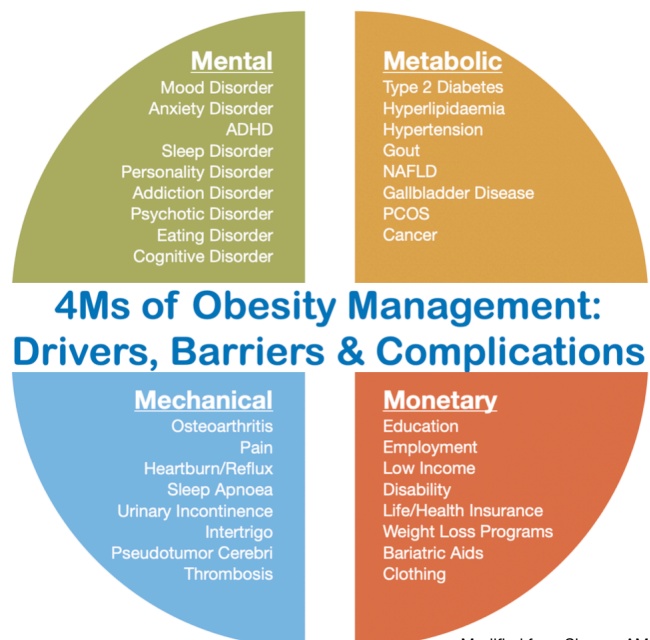 Mental
Mood Disorder
Anxiety Disorder
ADHD
Sleep Disorder
Personality Disorder
Addiction Disorder
Psychotic Disorder
Eating Disorder
Cognitive Disorder
Metabolic
Type 2 Diabetes
Hyperlipidaemia
Hypertension
Gout
NAFLD
Gallbladder Disease
PCOS
Cancer
4Ms of Obesity Management:
Drivers, Barriers & Complications
Mechanical
Osteoarthritis
Pain
Heartburn/Reflux
Sleep Apnoea
Urinary Incontinence
Intertrigo
Pseudotumor Cerebri
Thrombosis
Monetary
Education
Employment
Low Income
Disability
Life/Health Insurance
Weight Loss Programs
Bariatric Aids
Clothing